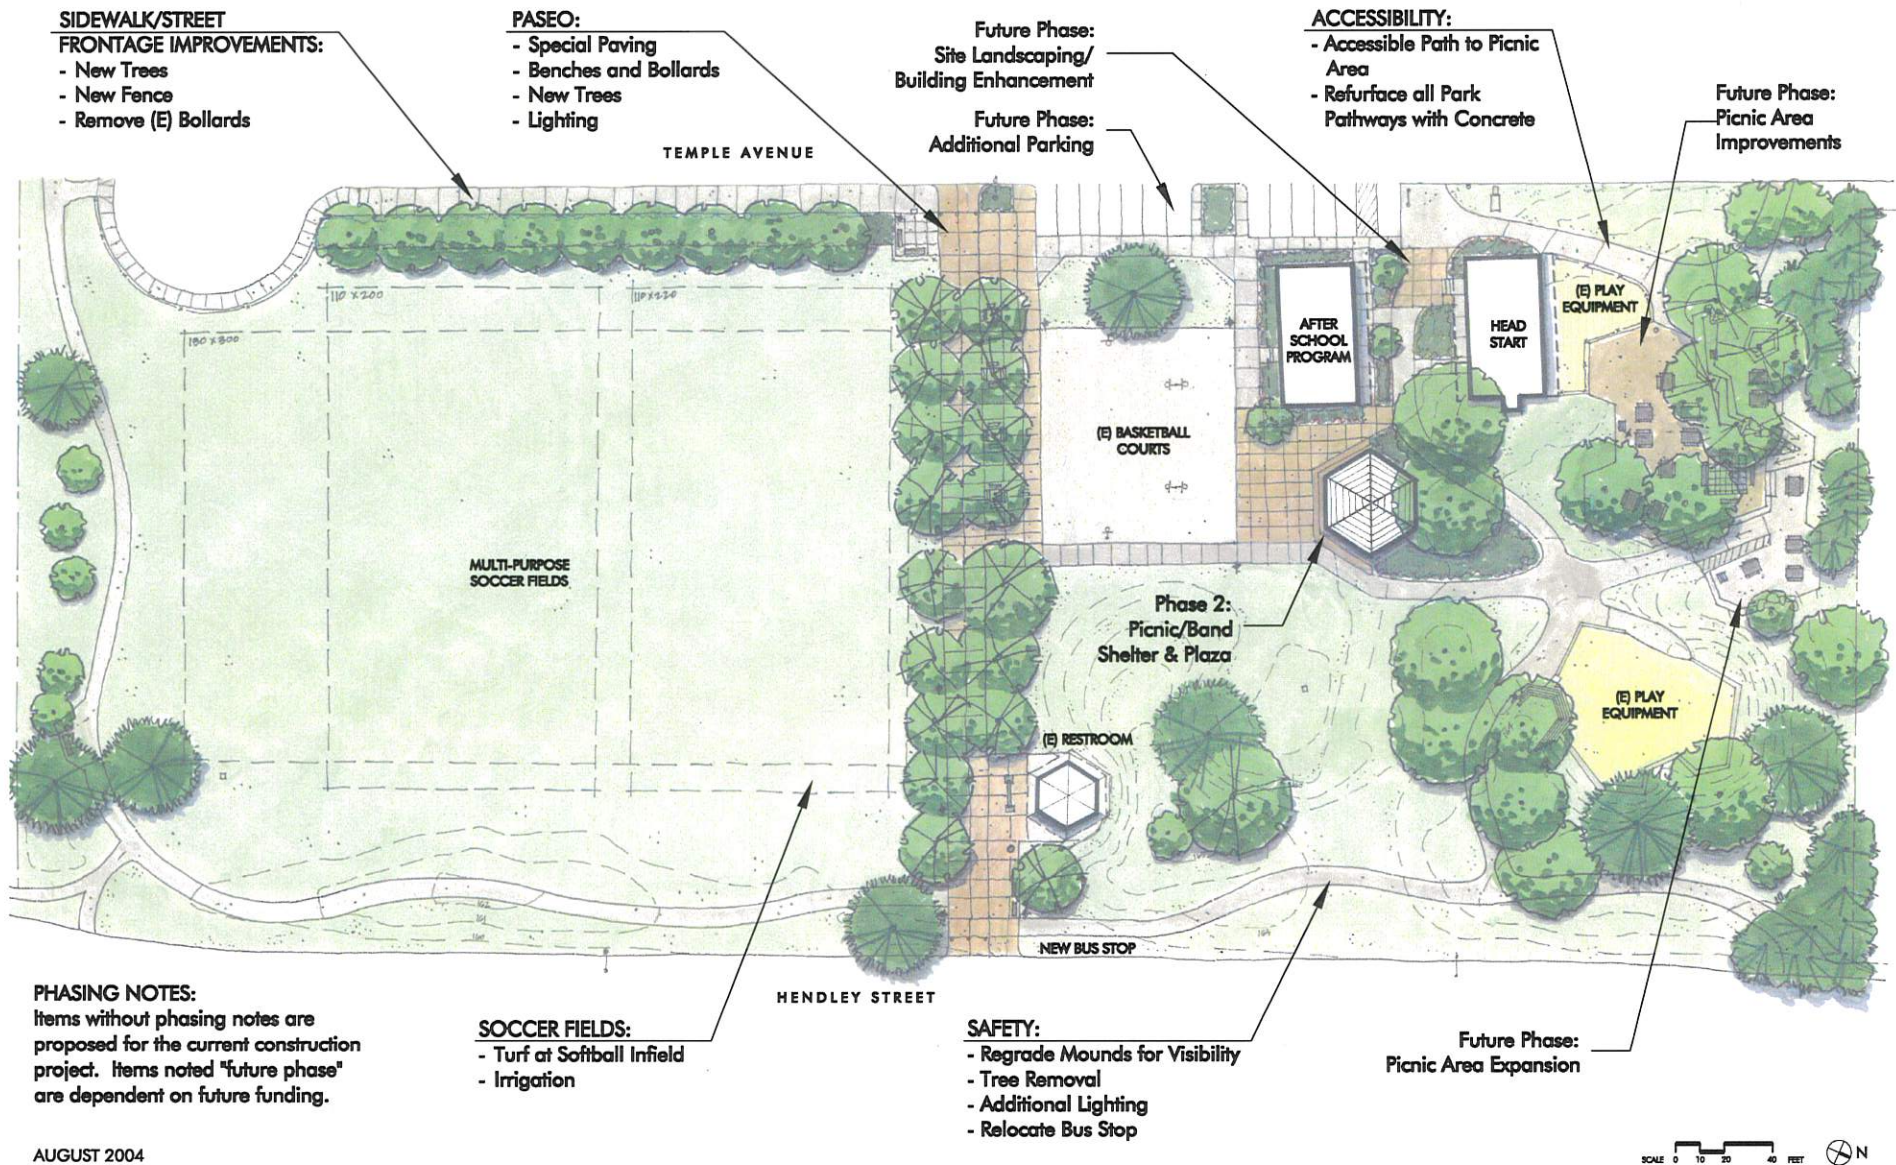 SIDEWALK/STREET
FRONTAGE IMPROVEMENTS:
- New Trees
- New Fence
- Remove (E) Bollards
PASEO:
- Special Paving
- Benches and Bollards
- New Trees
- Lighting
Future Phase:
Site Landscaping/
Building Enhancement
Future Phase:
Additional Parking
ACCESSIBILITY:
- Accessible Path to Picnic
Area
- Refurface all Park
Pathways with Concrete
Future Phase:
Picnic Area
Improvements
TEMPLE AVENUE
110 X 200
110 X 220
180 X 300
(E) PLAY
EQUIPMENT
AFTER
SCHOOL
PROGRAM
HEAD
START
(E) BASKETBALL
COURTS
MULTI-PURPOSE
SOCCER FIELDS
Phase 2:
Picnic/Band
Shelter & Plaza
(E) PLAY
EQUIPMENT
(E) RESTROOM
162
161
160
164
NEW BUS STOP
HENDLEY STREET
PHASING NOTES:
Items without phasing notes are
proposed for the current construction
project. Items noted "future phase"
are dependent on future funding.
SOCCER FIELDS:
- Turf at Softball Infield
- Irrigation
SAFETY:
- Regrade Mounds for Visibility
- Tree Removal
- Additional Lighting
- Relocate Bus Stop
Future Phase:
Picnic Area Expansion
AUGUST 2004
SCALE 0 10 20 40 FEET N